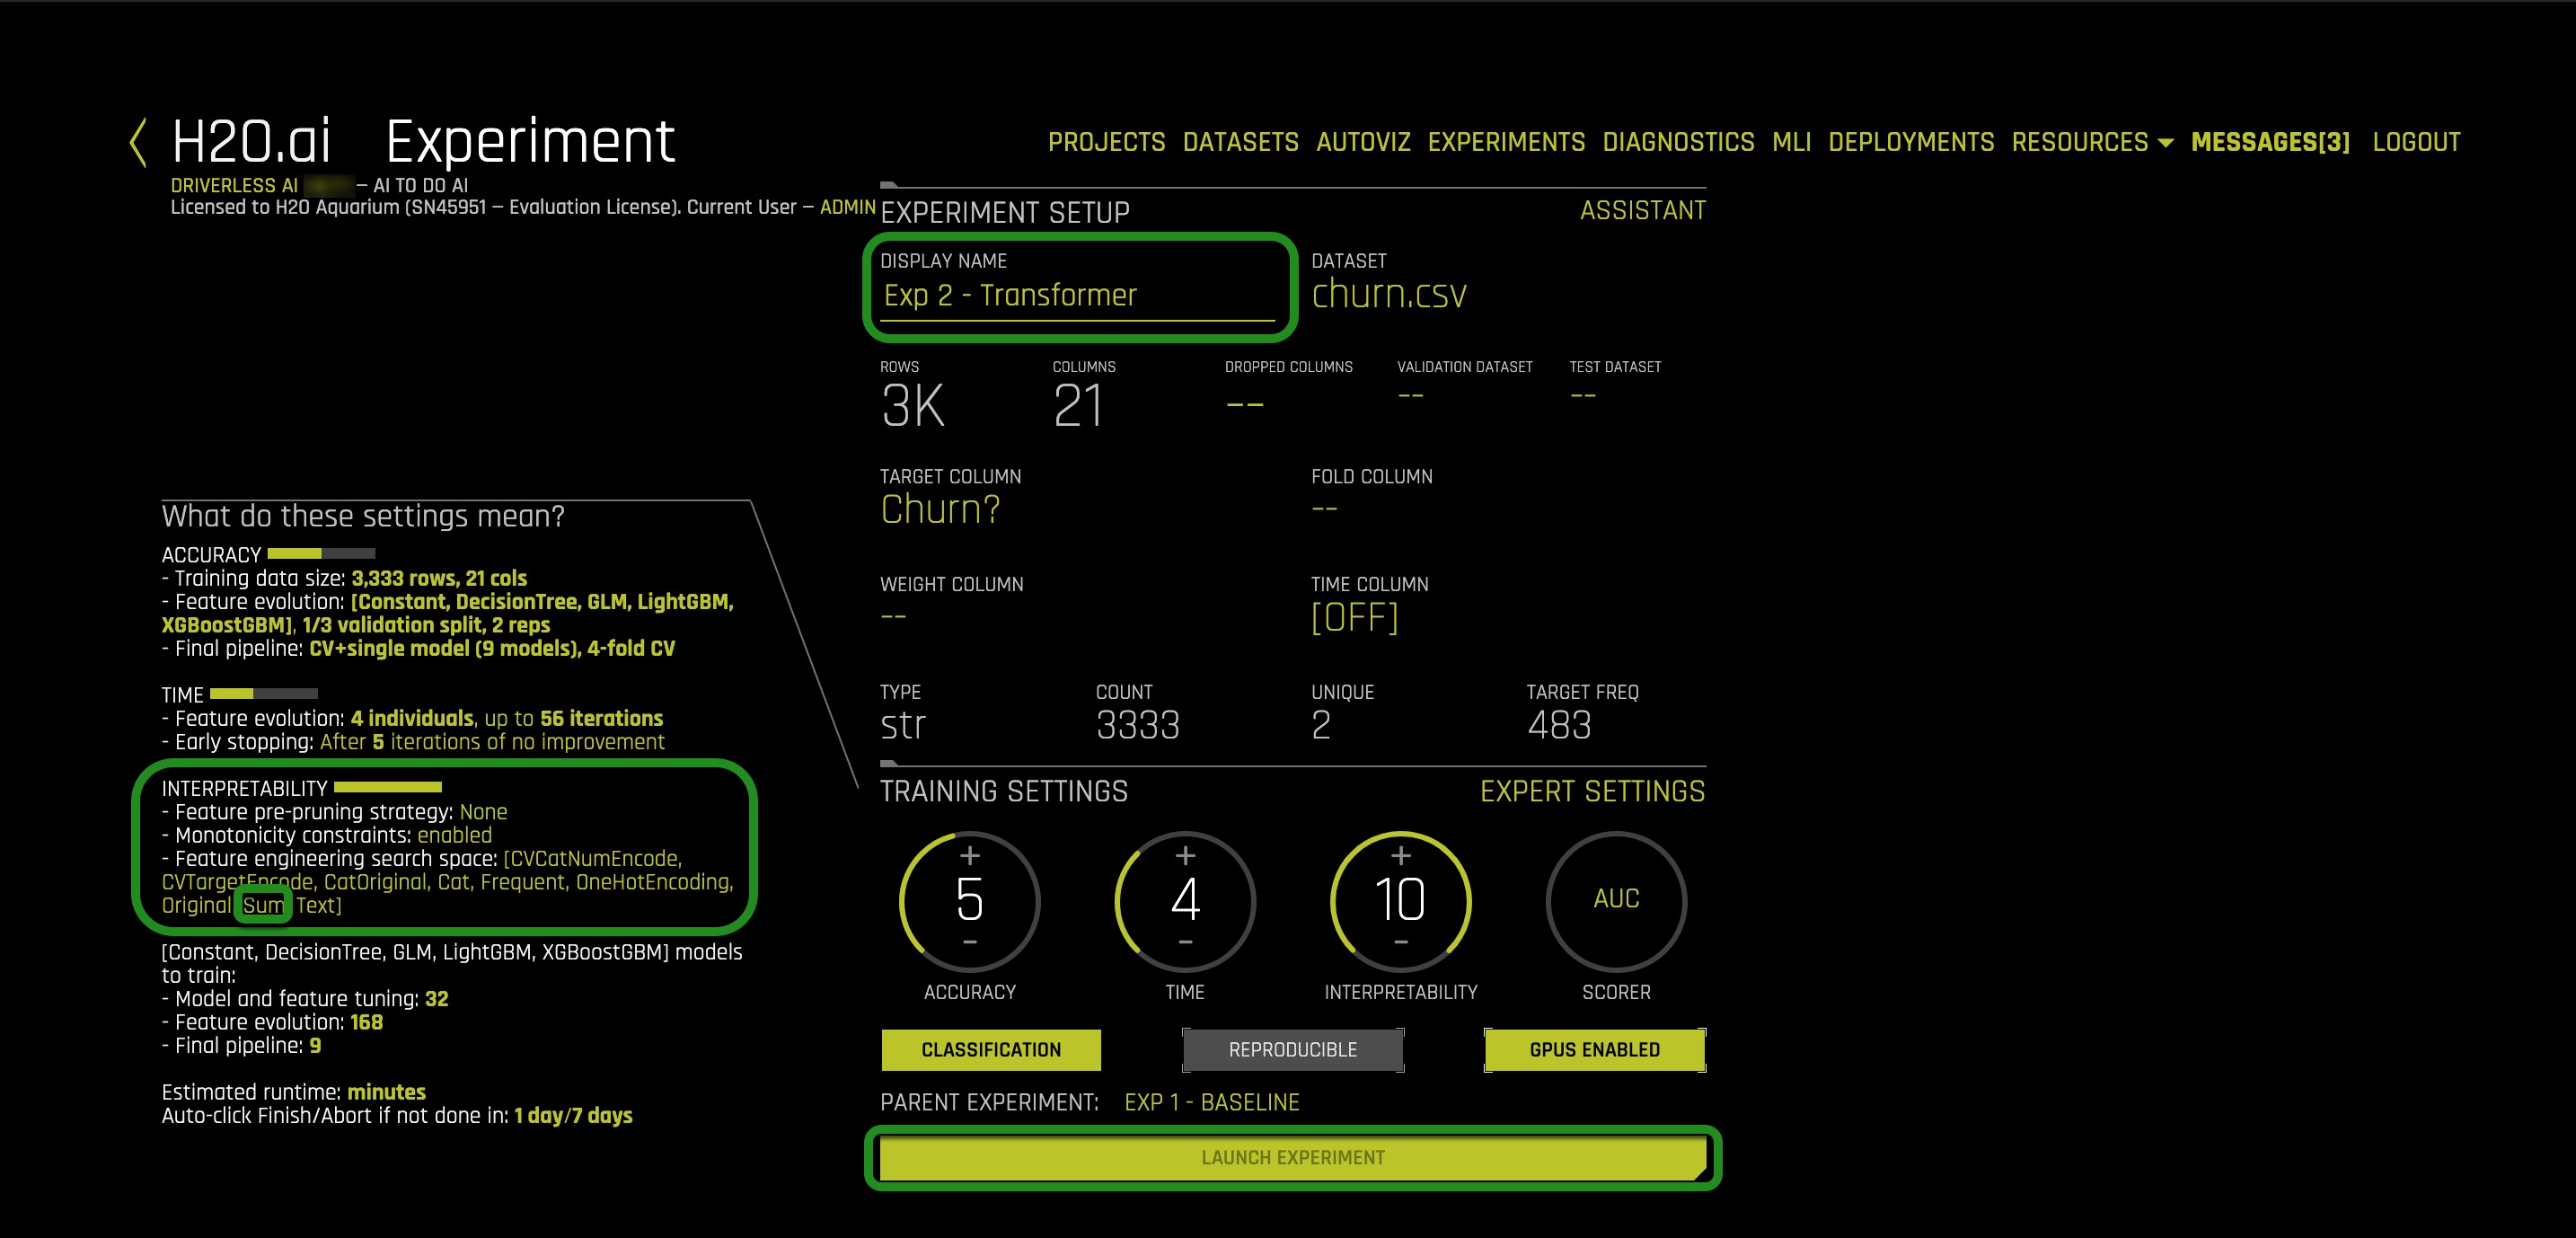 H2O.ai Experiment
DRIVERLESS AI — AI TO DO AI
Licensed to H2O Aquarium (SN45951 — Evaluation License). Current User — ADMIN
PROJECTS DATASETS AUTOVIZ EXPERIMENTS DIAGNOSTICS MLI DEPLOYMENTS RESOURCES MESSAGES[3] LOGOUT
What do these settings mean?
ACCURACY
- Training data size: 3,333 rows, 21 cols
- Feature evolution: [Constant, DecisionTree, GLM, LightGBM,
XGBoostGBM], 1/3 validation split, 2 reps
- Final pipeline: CV+single model (9 models), 4-fold CV
TIME
- Feature evolution: 4 individuals, up to 56 iterations
- Early stopping: After 5 iterations of no improvement
INTERPRETABILITY
- Feature pre-pruning strategy: None
- Monotonicity constraints: enabled
- Feature engineering search space: [CVCatNumEncode,
CVTargetEncode, CatOriginal, Cat, Frequent, OneHotEncoding,
Original Sum Text]
[Constant, DecisionTree, GLM, LightGBM, XGBoostGBM] models
to train:
- Model and feature tuning: 32
- Feature evolution: 168
- Final pipeline: 9
Estimated runtime: minutes
Auto-click Finish/Abort if not done in: 1 day/7 days
EXPERIMENT SETUP ASSISTANT
DISPLAY NAME DATASET
Exp 2 - Transformer churn.csv
ROWS COLUMNS DROPPED COLUMNS VALIDATION DATASET TEST DATASET
3K 21 -- -- --
TARGET COLUMN FOLD COLUMN
Churn? --
WEIGHT COLUMN TIME COLUMN
-- [OFF]
TYPE COUNT UNIQUE TARGET FREQ
str 3333 2 483
TRAINING SETTINGS EXPERT SETTINGS
+ + +
5 4 10 AUC
- - -
ACCURACY TIME INTERPRETABILITY SCORER
CLASSIFICATION REPRODUCIBLE GPUS ENABLED
PARENT EXPERIMENT: EXP 1 - BASELINE
LAUNCH EXPERIMENT